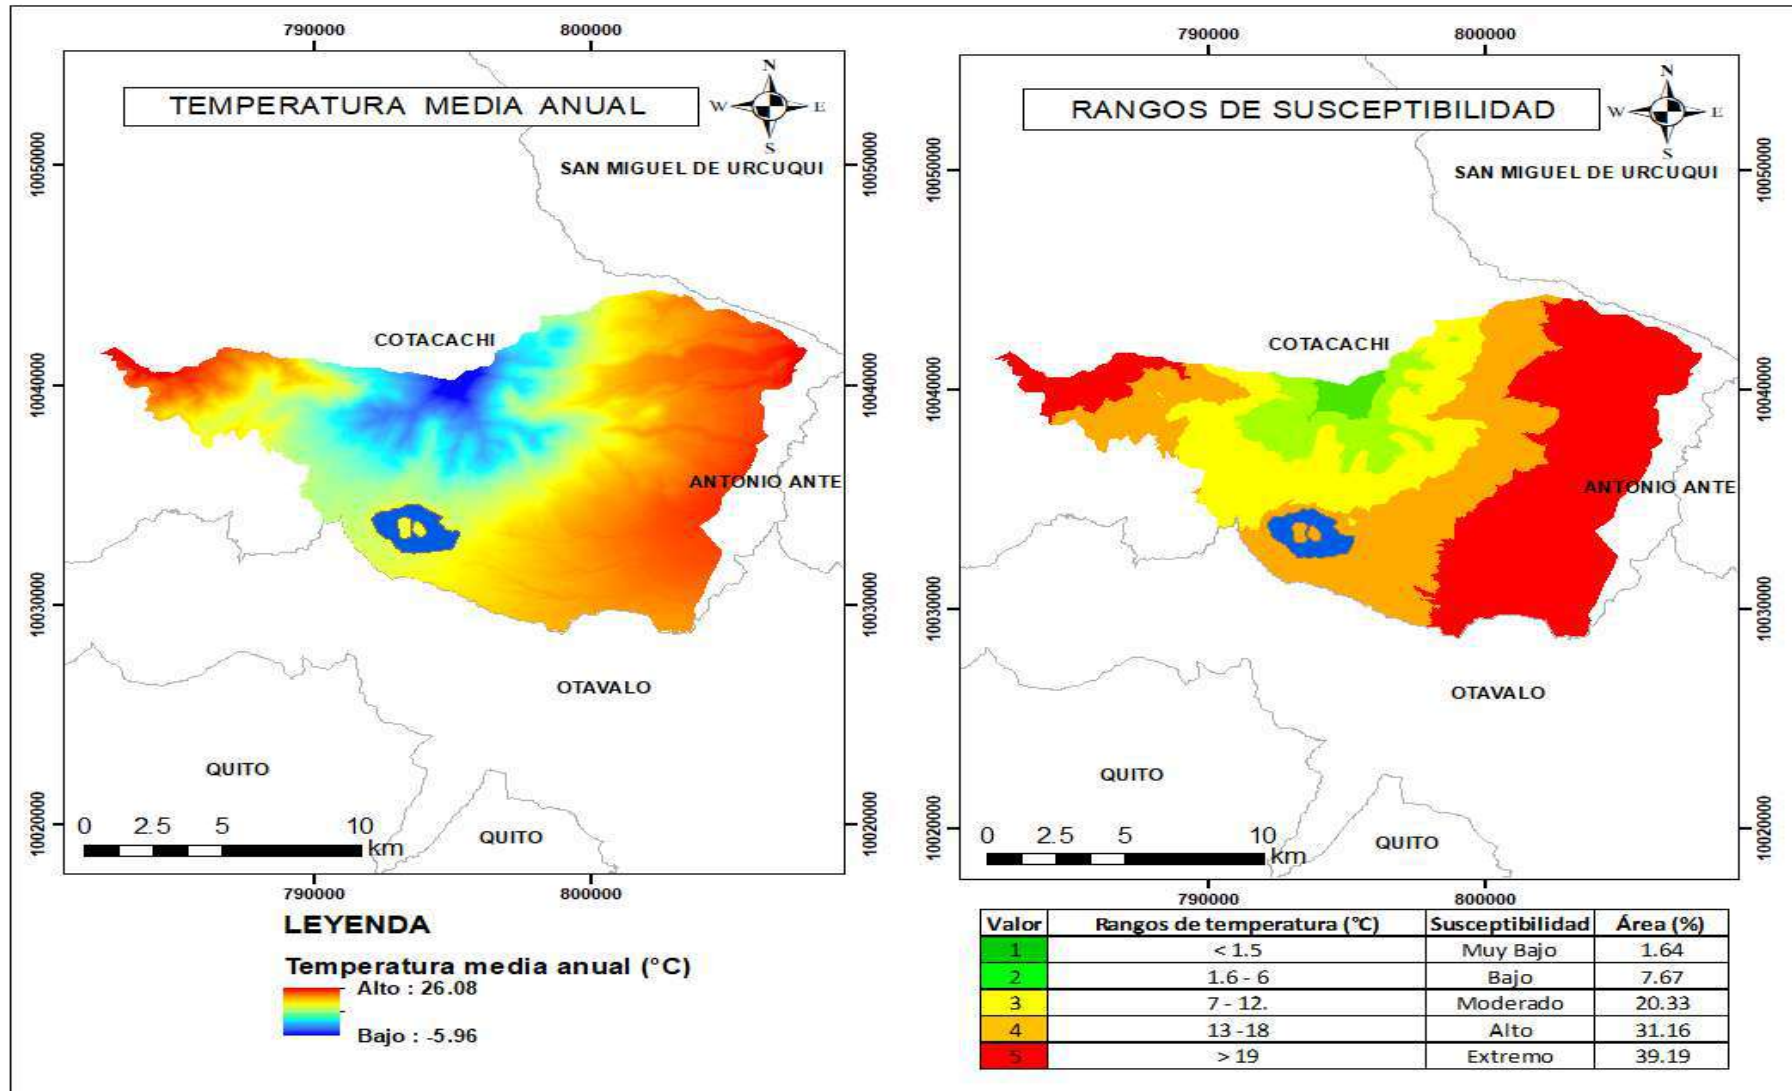 790000
800000
TEMPERATURA MEDIA ANUAL
N
W
E
S
10050000
10050000
SAN MIGUEL DE URCUQUI
COTACACHI
10040000
10040000
ANTONIO ANTE
10030000
10030000
OTAVALO
QUITO
QUITO
10020000
10020000
0 2.5 5 10
km
790000
800000
LEYENDA
Temperatura media anual (°C)
Alto : 26.08
Bajo : -5.96
790000
800000
RANGOS DE SUSCEPTIBILIDAD
N
W
E
S
10050000
10050000
SAN MIGUEL DE URCUQUI
COTACACHI
10040000
10040000
ANTONIO ANTE
10030000
10030000
OTAVALO
QUITO
QUITO
10020000
10020000
0 2.5 5 10
km
790000
800000
Valor Rangos de temperatura (°C) Susceptibilidad Área (%)
1 < 1.5 Muy Bajo 1.64
2 1.6 - 6 Bajo 7.67
3 7 - 12. Moderado 20.33
4 13 -18 Alto 31.16
5 > 19 Extremo 39.19